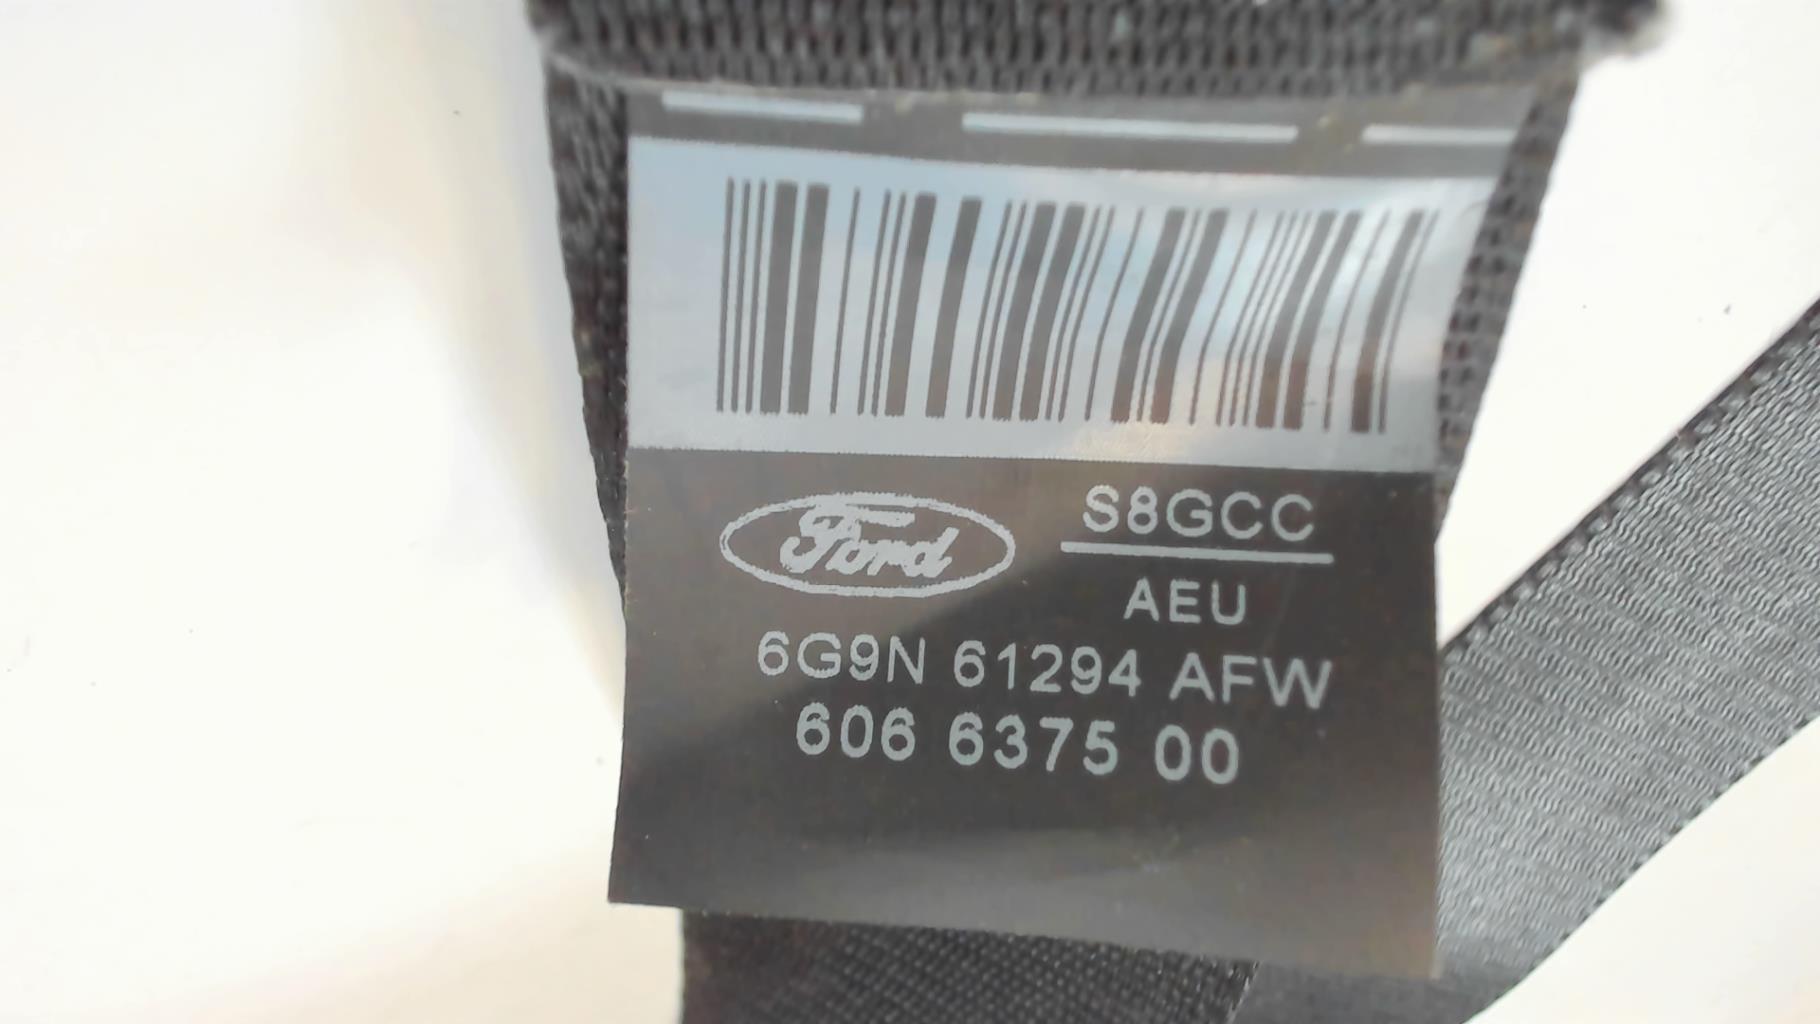 Ford
S8GCC
AEU
6G9N 61294 AFW
606 6375 00